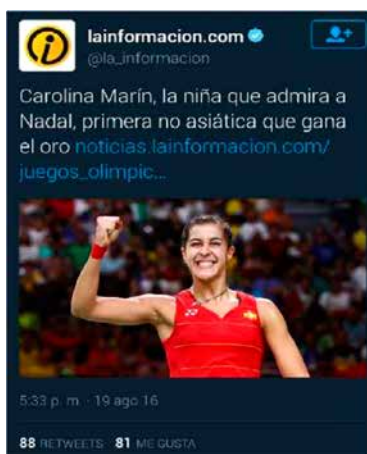 lainformacion.com
@la_informacion
Carolina Marín, la niña que admira a
Nadal, primera no asiática que gana
el oro noticias.lainformacion.com/
juegos_olimpic...
5:33 p. m. · 19 ago 16
88 RETWEETS 81 ME GUSTA